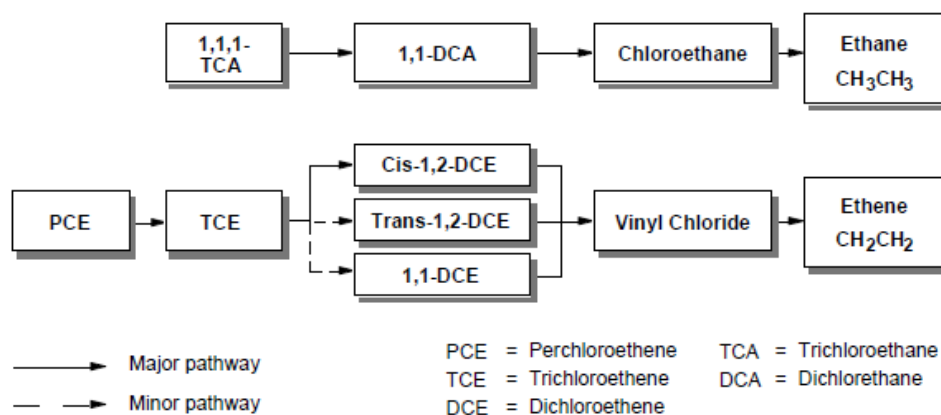 1,1,1-
TCA
1,1-DCA
Chloroethane
Ethane
CH3CH3
PCE
TCE
Cis-1,2-DCE
Trans-1,2-DCE
1,1-DCE
Vinyl Chloride
Ethene
CH2CH2
Major pathway
Minor pathway
PCE = Perchloroethene
TCE = Trichloroethene
DCE = Dichloroethene
TCA = Trichloroethane
DCA = Dichlorethane